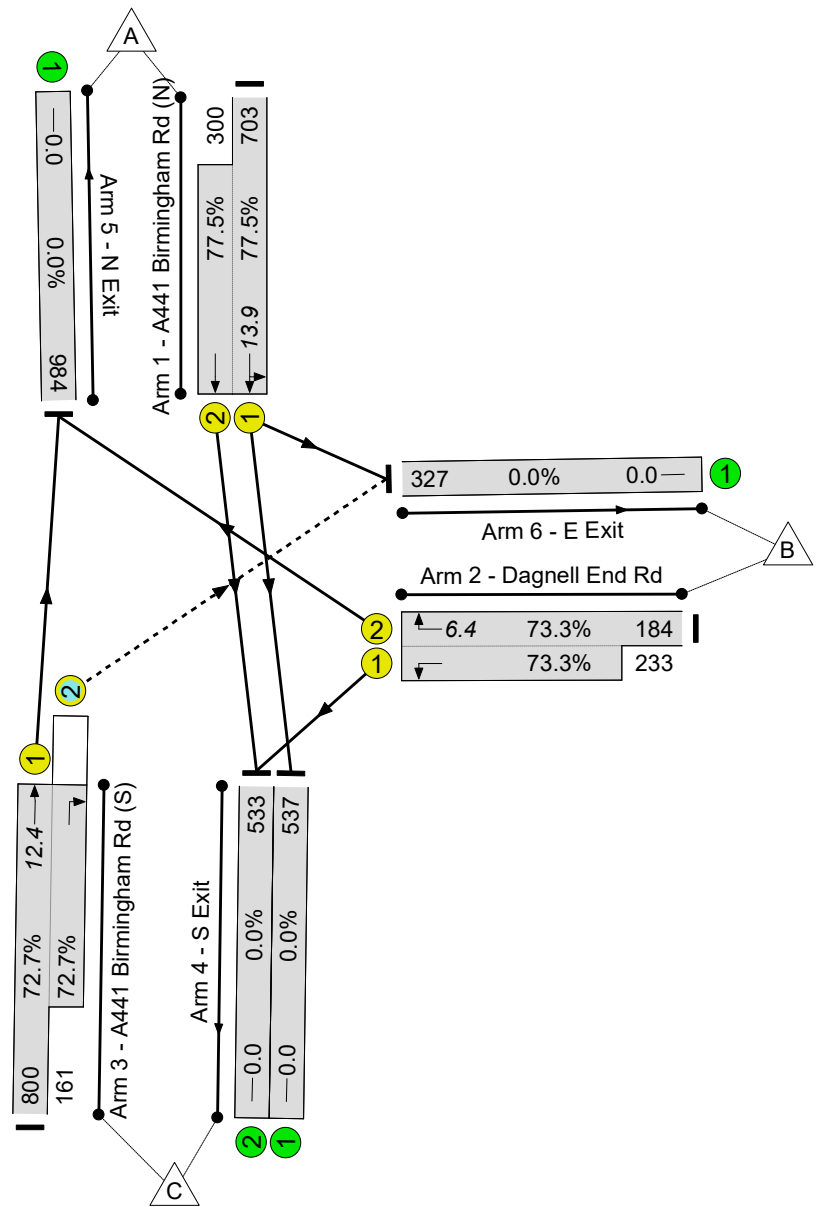 A
1
0.0
0.0%
984
Arm 5 - N Exit
Arm 1 - A441 Birmingham Rd (N)
300
77.5%
703
77.5%
13.9
2
1
327 0.0% 0.0
1
Arm 6 - E Exit
B
Arm 2 - Dagnell End Rd
2
6.4 73.3% 184
1
73.3% 233
2
1
12.4
72.7%
800
72.7%
161
Arm 3 - A441 Birmingham Rd (S)
Arm 4 - S Exit
533
0.0%
0.0
537
0.0%
0.0
2
1
C